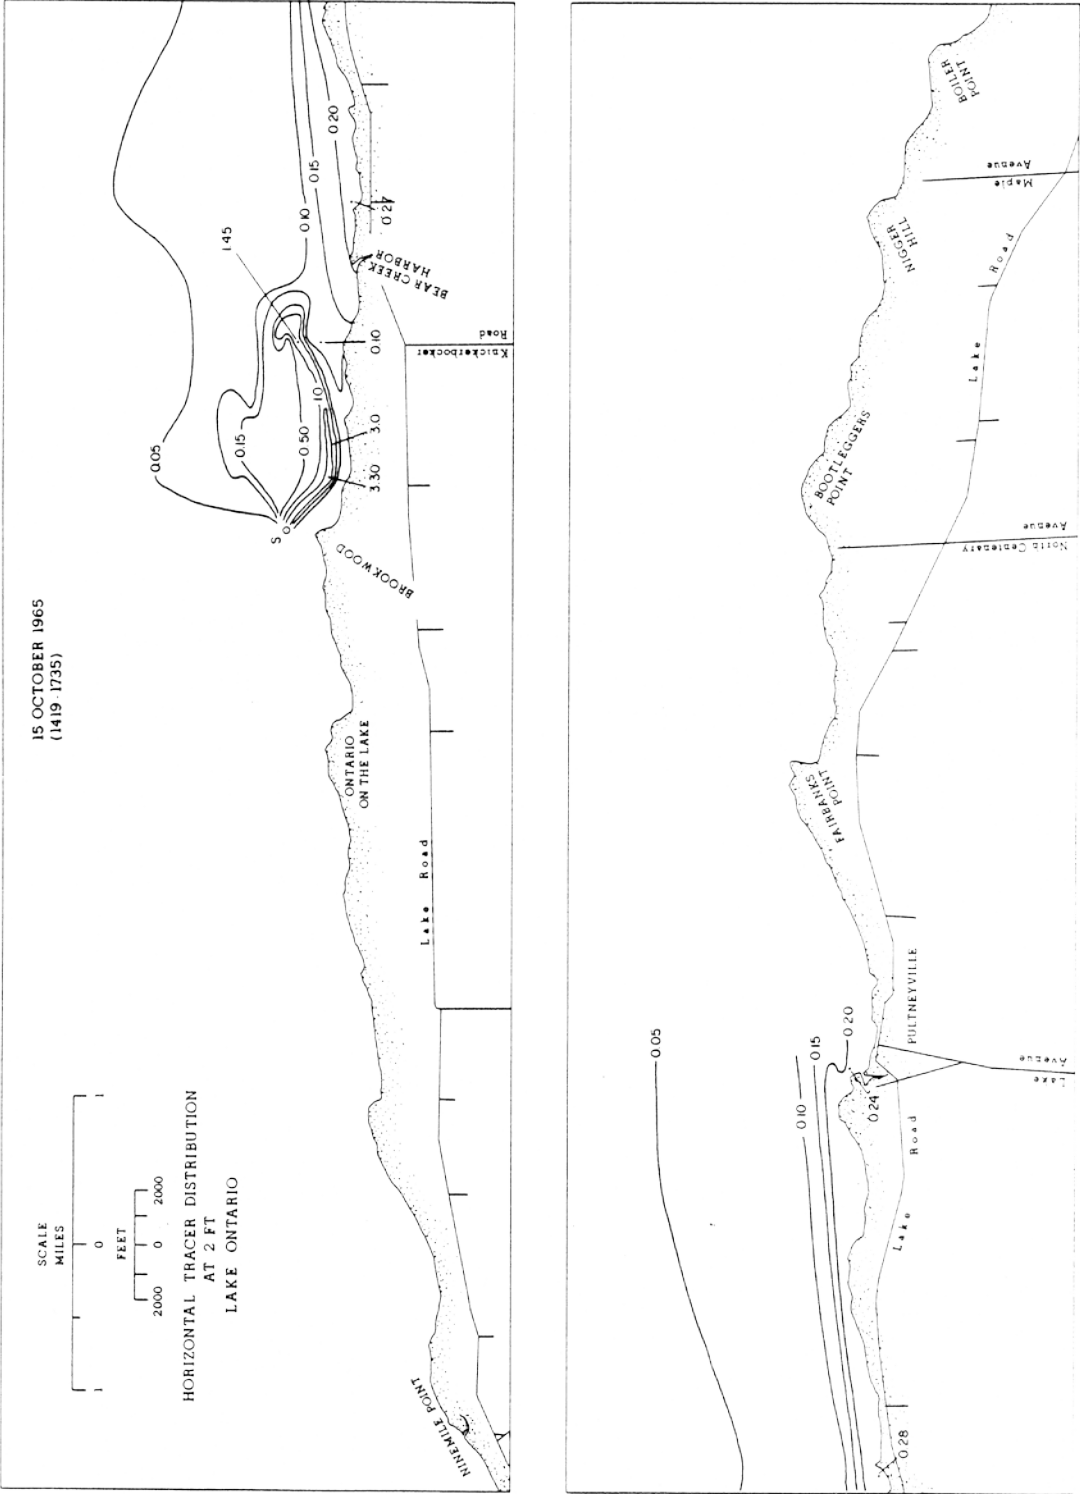 15 OCTOBER 1965
(1419 - 1735)
SCALE
MILES
1 0 1
FEET
2000 0 2000
HORIZONTAL TRACER DISTRIBUTION
AT 2 FT
LAKE ONTARIO
NINEMILE POINT
Lake Road
ONTARIO
ON THE LAKE
BROOKWOOD
S
0.05
0.15
0.50
1.0
3.30
3.0
0.10
1.45
0.10
0.15
0.20
0.27
BEAR CREEK
HARBOR
Knickerbocker
Road
0.28
0.05
0.10
0.15
0.20
0.24
Lake Road
PULTNEYVILLE
Lake
Avenue
FAIRBANKS
POINT
North Centenary
Avenue
BOOTLEGGERS
POINT
Lake Road
NIGGER
HILL
Maple
Avenue
BOILER
POINT